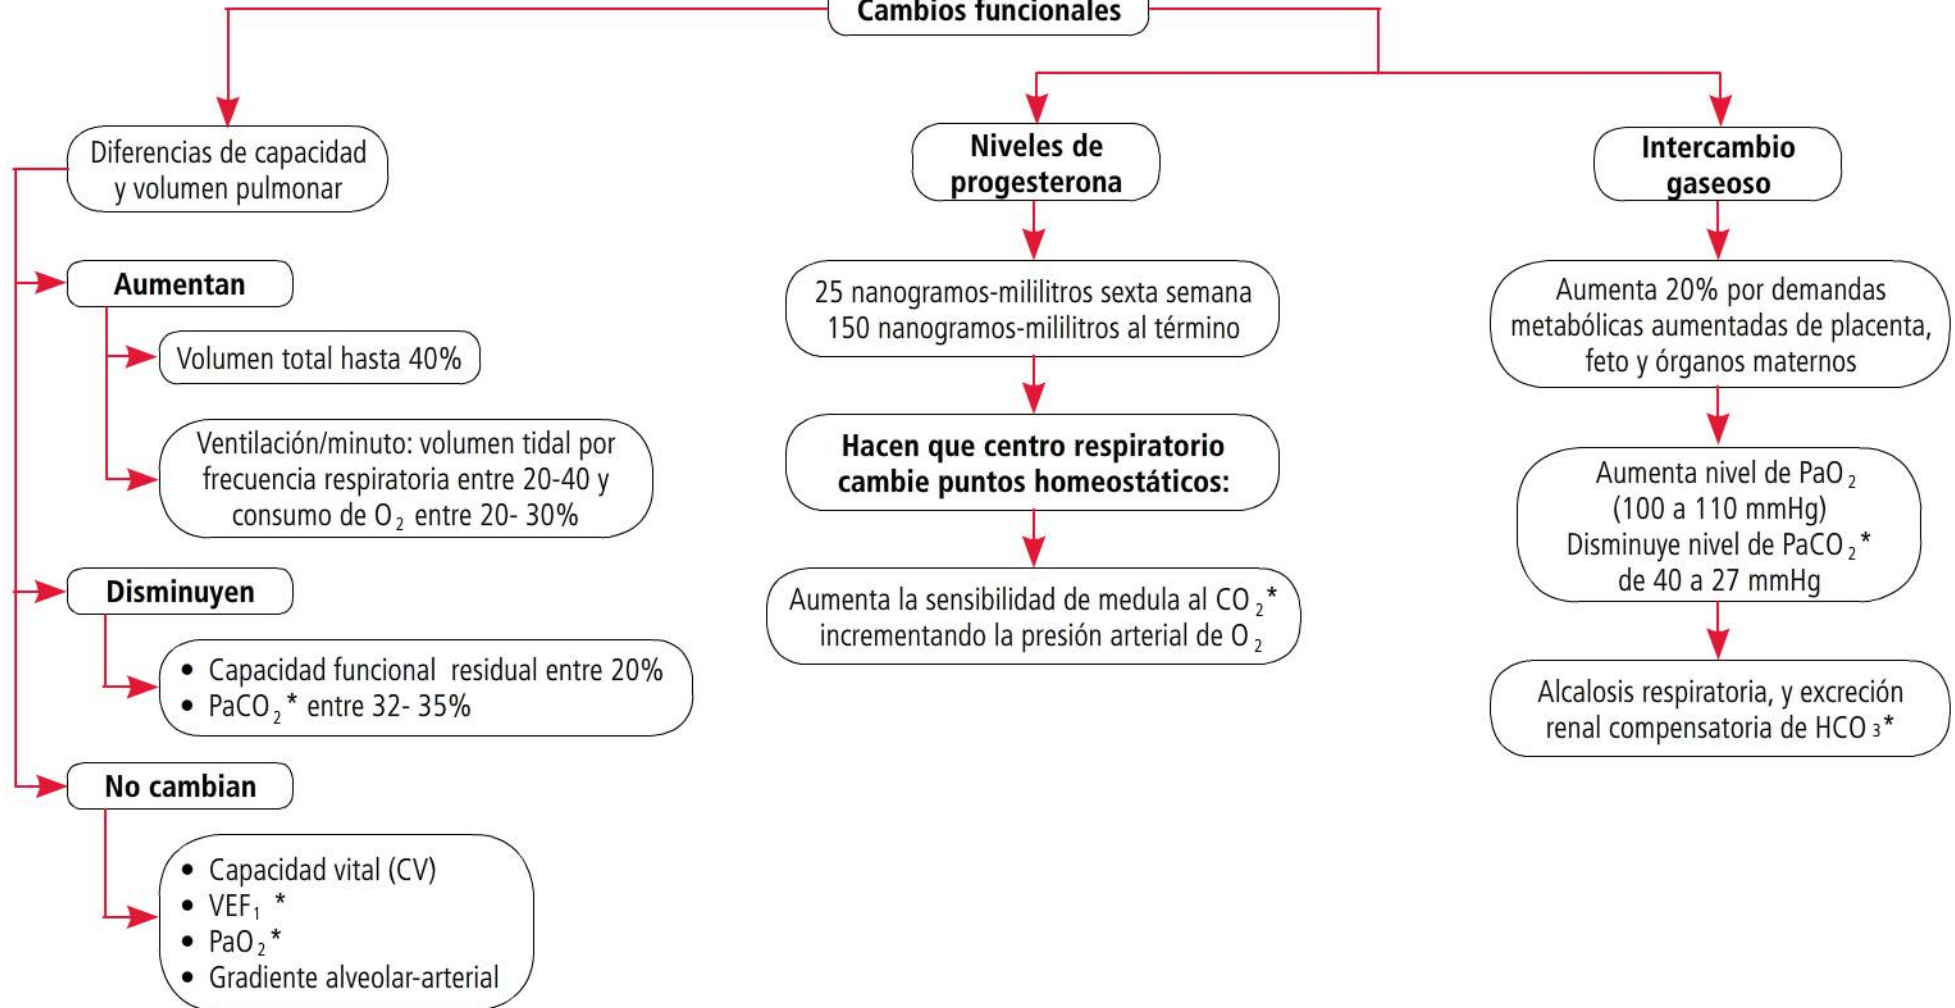 Cambios funcionales
Diferencias de capacidad
y volumen pulmonar
Aumentan
Volumen total hasta 40%
Ventilación/minuto: volumen tidal por
frecuencia respiratoria entre 20-40 y
consumo de O₂ entre 20- 30%
Disminuyen
• Capacidad funcional residual entre 20%
• PaCO₂* entre 32- 35%
No cambian
• Capacidad vital (CV)
• VEF₁ *
• PaO₂*
• Gradiente alveolar-arterial
Niveles de
progesterona
25 nanogramos-mililitros sexta semana
150 nanogramos-mililitros al término
Hacen que centro respiratorio
cambie puntos homeostáticos:
Aumenta la sensibilidad de medula al CO₂*
incrementando la presión arterial de O₂
Intercambio
gaseoso
Aumenta 20% por demandas
metabólicas aumentadas de placenta,
feto y órganos maternos
Aumenta nivel de PaO₂
(100 a 110 mmHg)
Disminuye nivel de PaCO₂*
de 40 a 27 mmHg
Alcalosis respiratoria, y excreción
renal compensatoria de HCO₃*